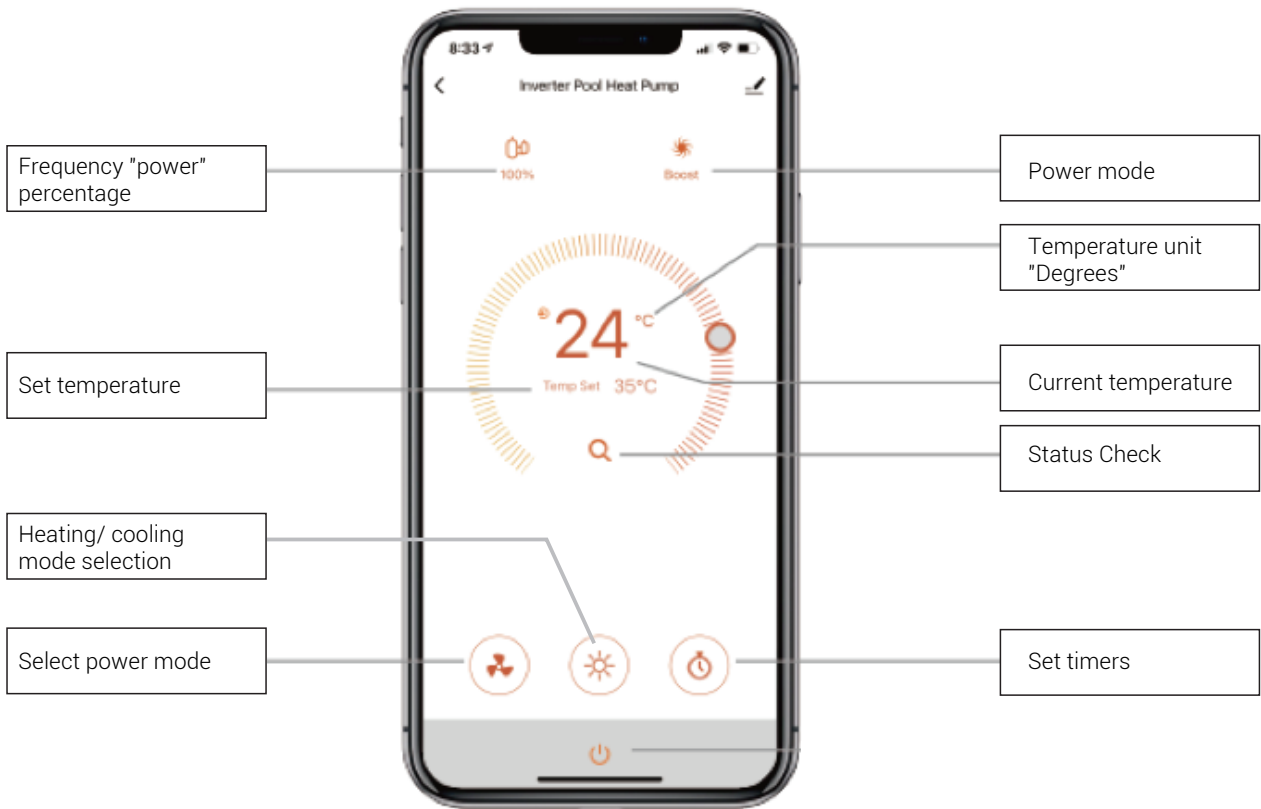 8:33
Inverter Pool Heat Pump
Frequency "power"
percentage
100%
Boost
Power mode
Temperature unit
"Degrees"
24 °C
Set temperature
Temp Set 35°C
Current temperature
Status Check
Heating/ cooling
mode selection
Select power mode
Set timers